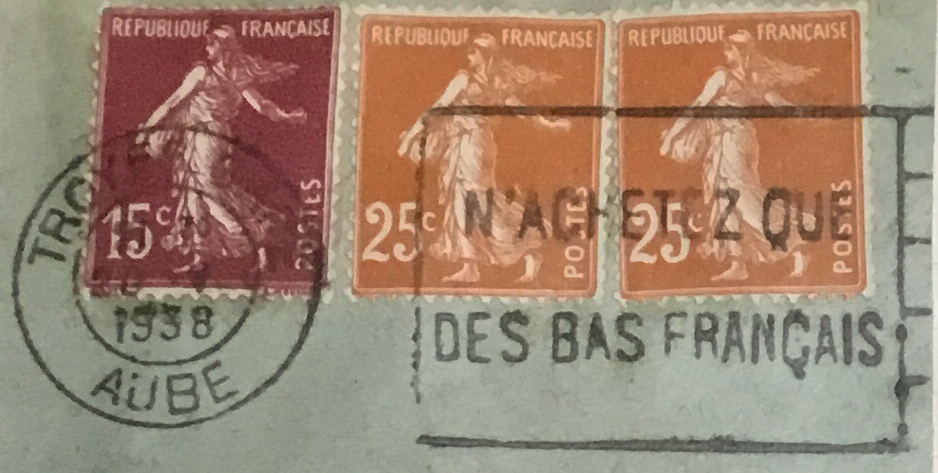 REPUBLIQUE FRANÇAISE
15c
POSTES
REPUBLIQUE FRANÇAISE
25c
POSTES
REPUBLIQUE FRANÇAISE
25c
POSTES
1938
AUBE
N'ACHETEZ QUE
DES BAS FRANÇAIS